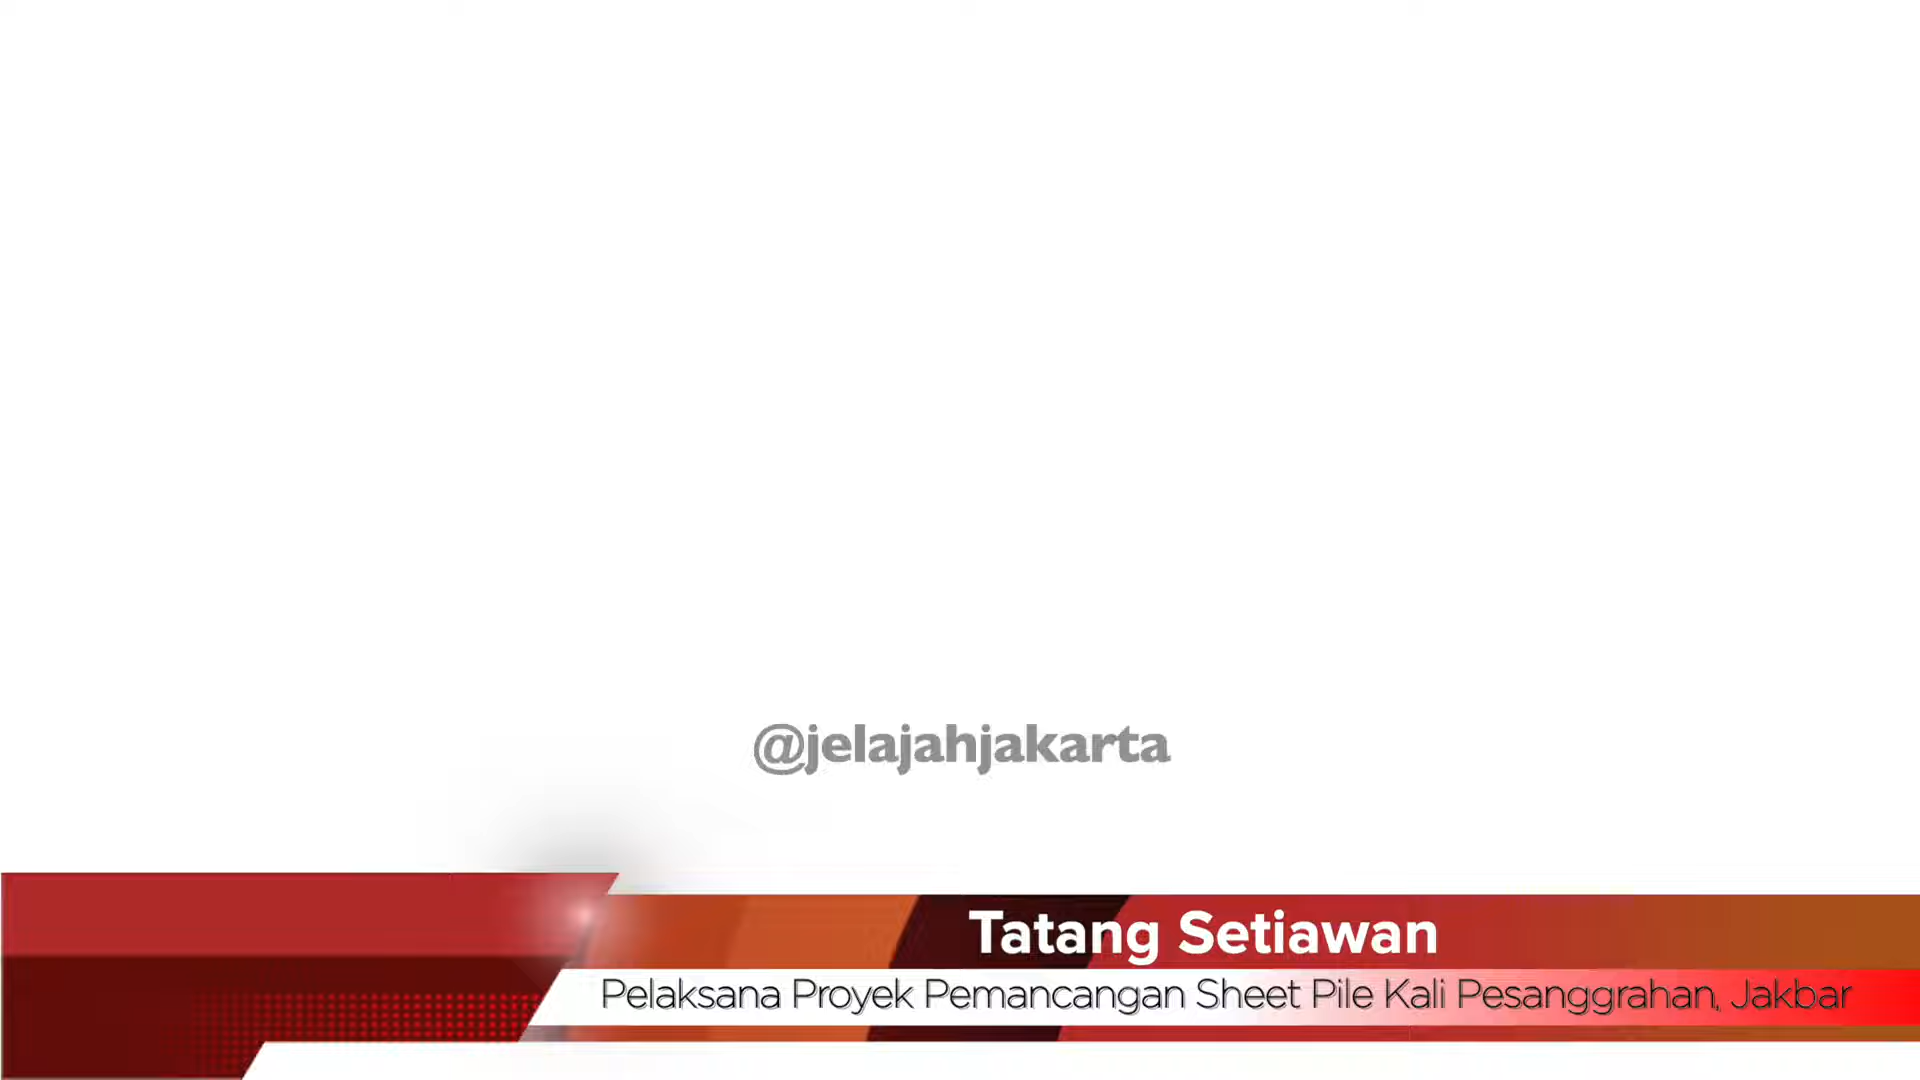 @jelajahjakarta
Tatang Setiawan
Pelaksana Proyek Pemancangan Sheet Pile Kali Pesanggrahan, Jakbar